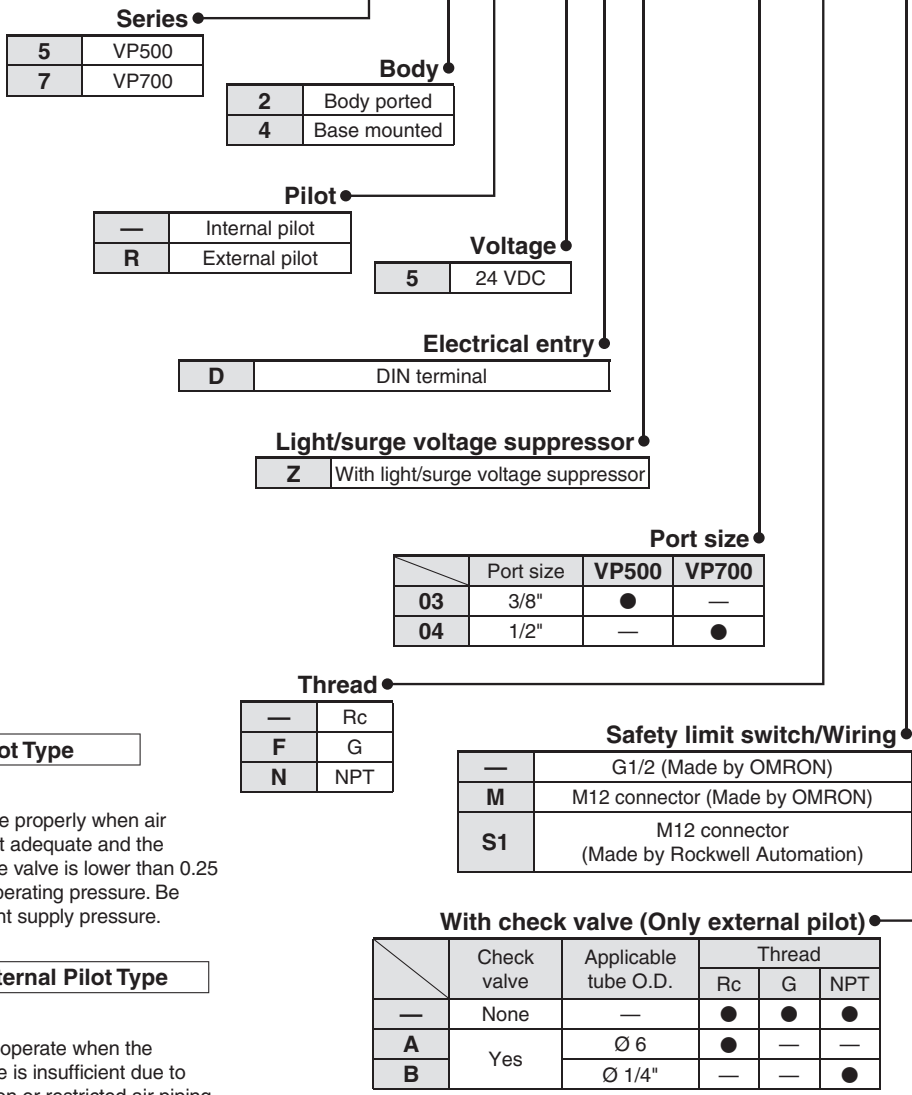 Series
5 VP500
7 VP700
Body
2 Body ported
4 Base mounted
Pilot
— Internal pilot
R External pilot
Voltage
5 24 VDC
Electrical entry
D DIN terminal
Light/surge voltage suppressor
Z With light/surge voltage suppressor
Port size
Port size VP500 VP700
03 3/8" ● —
04 1/2" — ●
Thread
— Rc
F G
N NPT
Safety limit switch/Wiring
— G1/2 (Made by OMRON)
M M12 connector (Made by OMRON)
S1 M12 connector
(Made by Rockwell Automation)
Type
properly when air
adequate and the
valve is lower than 0.25
operating pressure. Be
supply pressure.
Pilot Type
operate when the
is insufficient due to
or restricted air piping
With check valve (Only external pilot)
Check valve Applicable tube O.D. Thread
Rc G NPT
— None — ● ● ●
A Yes Ø 6 ● — —
B Ø 1/4" — — ●